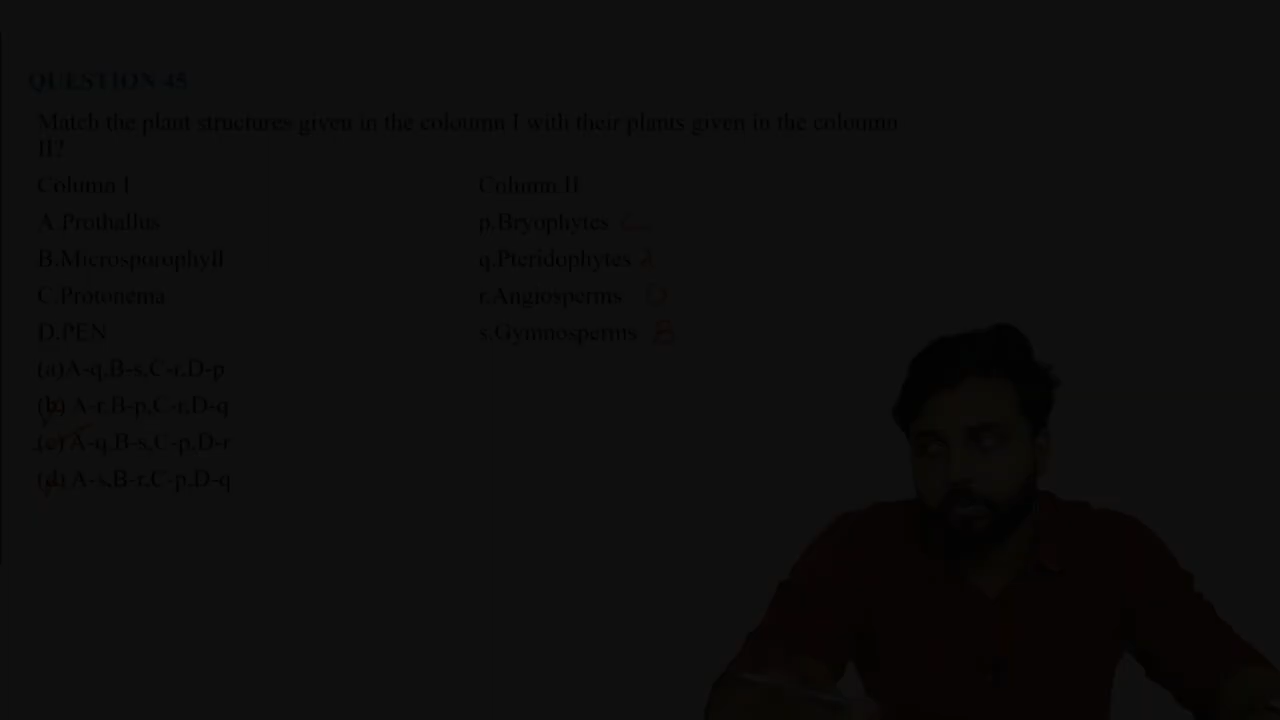 QUESTION 45
Match the plant structures given in the coloumn I with their plants given in the coloumn
II?
Column I Column II
A.Prothallus p.Bryophytes C
B.Microsporophyll q.Pteridophytes A
C.Protonema r.Angiosperms D
D.PEN s.Gymnosperms B
(a)A-q,B-s,C-r,D-p
(b) A-r,B-p,C-r,D-q
(c) A-q,B-s,C-p,D-r
(d) A-s,B-r,C-p,D-q